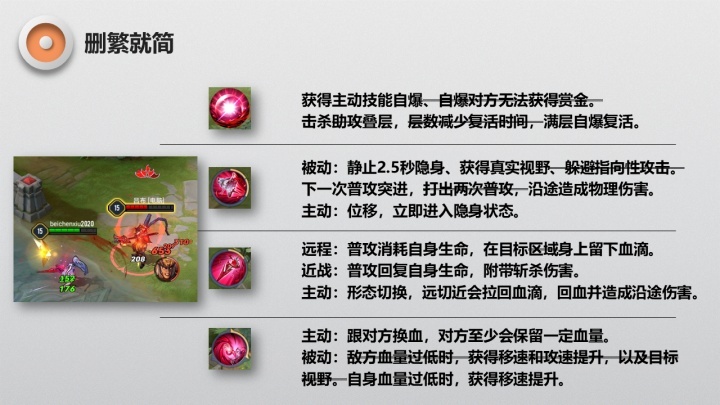 删繁就简
获得主动技能自爆、自爆对方无法获得赏金。
击杀助攻叠层，层数减少复活时间，满层自爆复活。
被动：静止2.5秒隐身、获得真实视野、躲避指向性攻击。
下一次普攻突进，打出两次普攻，沿途造成物理伤害。
主动：位移，立即进入隐身状态。
吕布[电脑]
15
beichenxiu2020
15
653
208
152
176
远程：普攻消耗自身生命，在目标区域身上留下血滴。
近战：普攻回复自身生命，附带斩杀伤害。
主动：形态切换，远切近会拉回血滴，回血并造成沿途伤害。
主动：跟对方换血，对方至少会保留一定血量。
被动：敌方血量过低时，获得移速和攻速提升，以及目标
视野。自身血量过低时，获得移速提升。